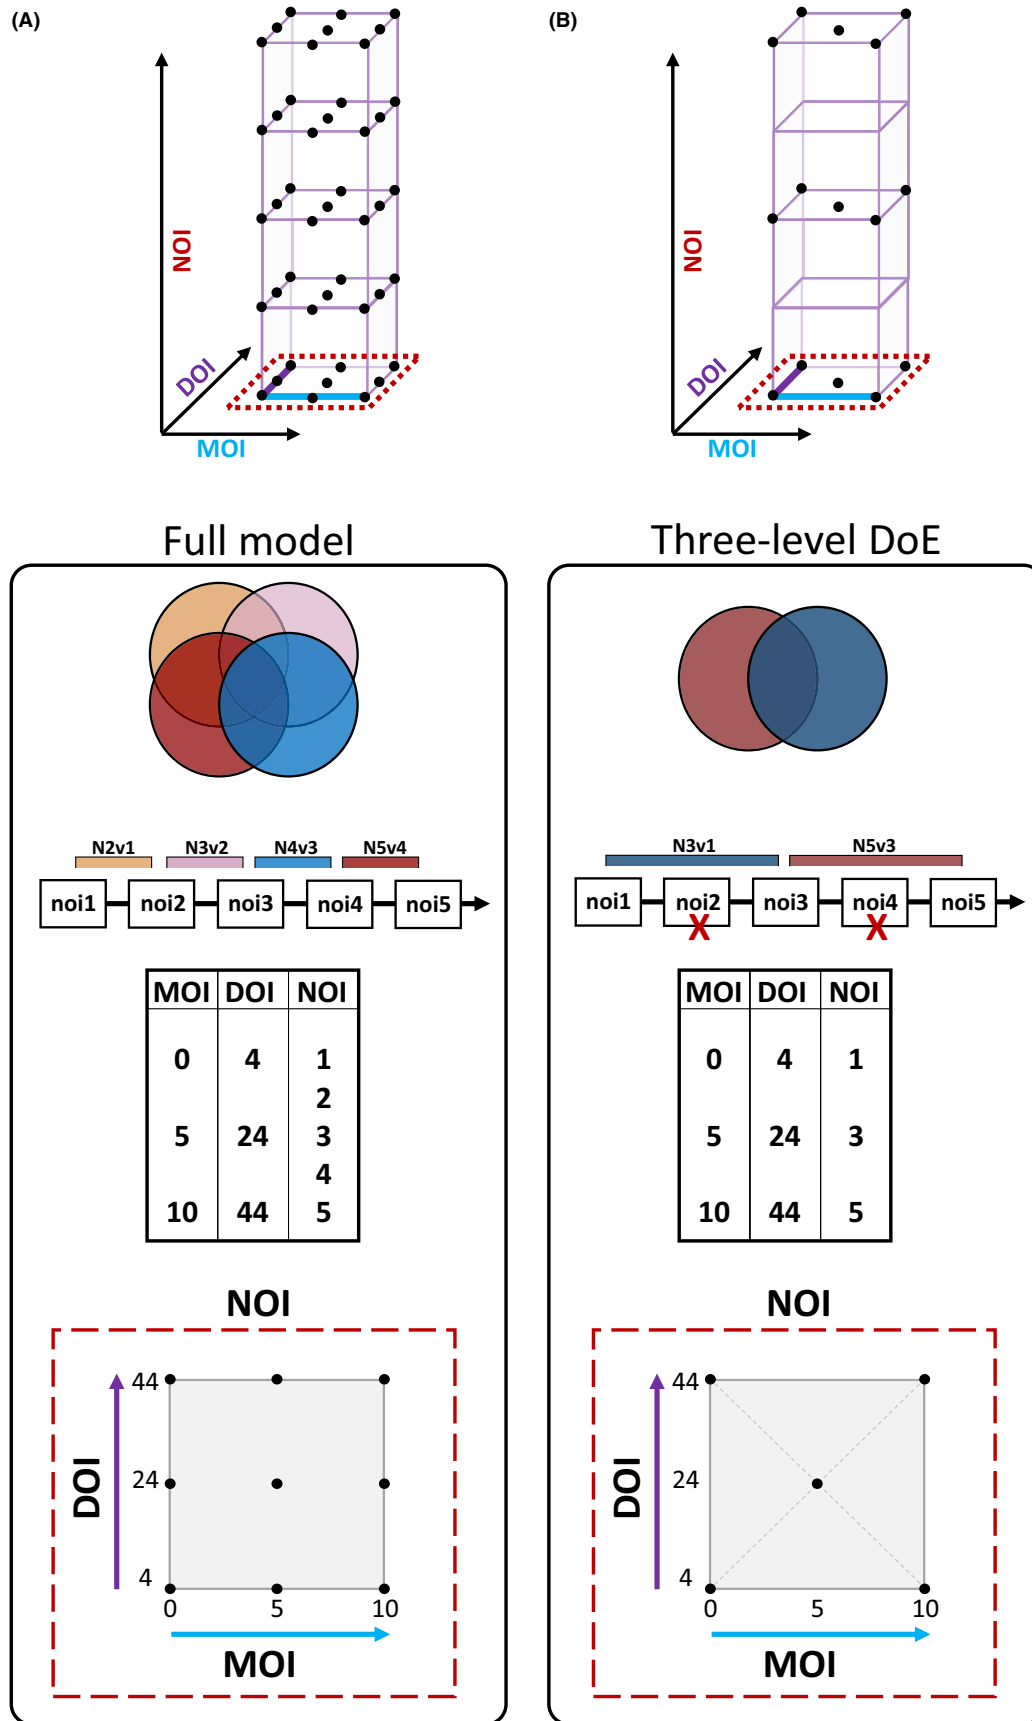 (A)
NOI
DOI
MOI
Full model
N2v1 N3v2 N4v3 N5v4
noi1 noi2 noi3 noi4 noi5
MOI DOI NOI
0 4 1
2
5 24 3
4
10 44 5
NOI
44
24
4
DOI
0 5 10
MOI
(B)
NOI
DOI
MOI
Three-level DoE
N3v1 N5v3
noi1 noi2 noi3 noi4 noi5
X X
MOI DOI NOI
0 4 1
5 24 3
10 44 5
NOI
44
24
4
DOI
0 5 10
MOI